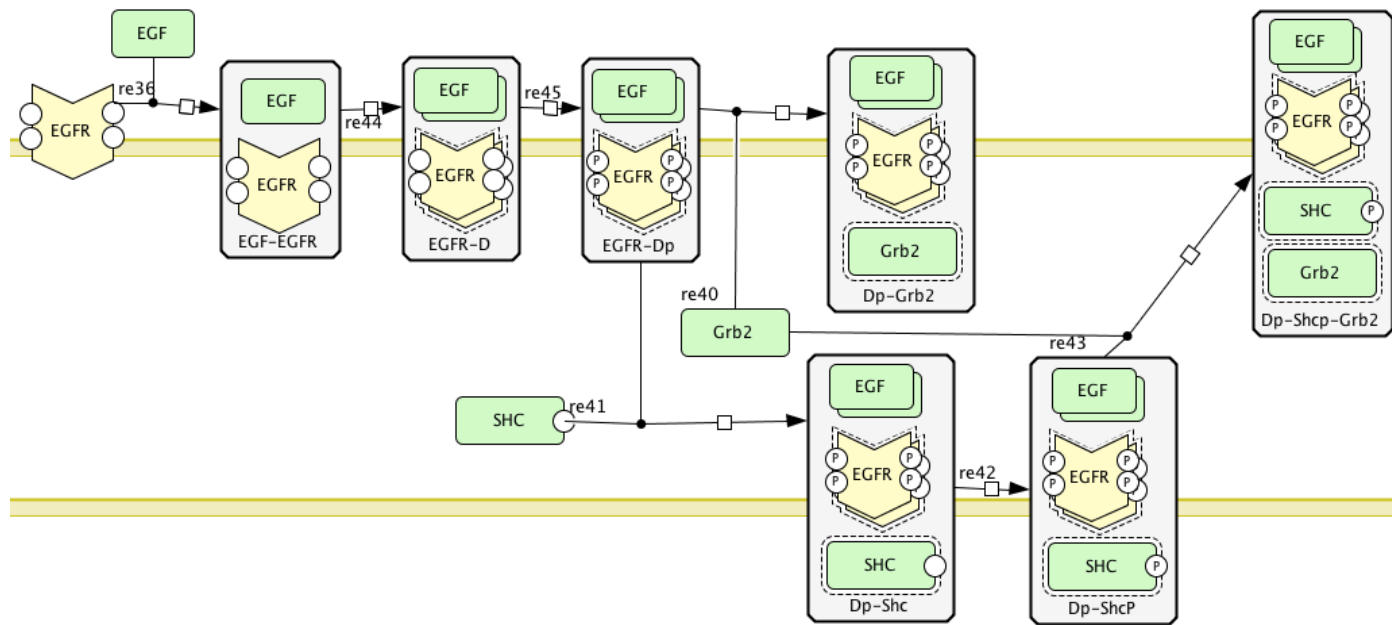 EGF
re36
EGFR
EGF
EGFR
EGF-EGFR
re44
EGF
EGFR
EGFR-D
re45
EGF
P
P
P
P
EGFR
EGFR-Dp
EGF
P
P
P
P
EGFR
Grb2
Dp-Grb2
EGF
P
P
P
P
EGFR
SHC
P
Grb2
Dp-Shcp-Grb2
re40
Grb2
re43
SHC
re41
EGF
P
P
P
P
EGFR
SHC
Dp-Shc
re42
EGF
P
P
P
P
EGFR
SHC
P
Dp-ShcP